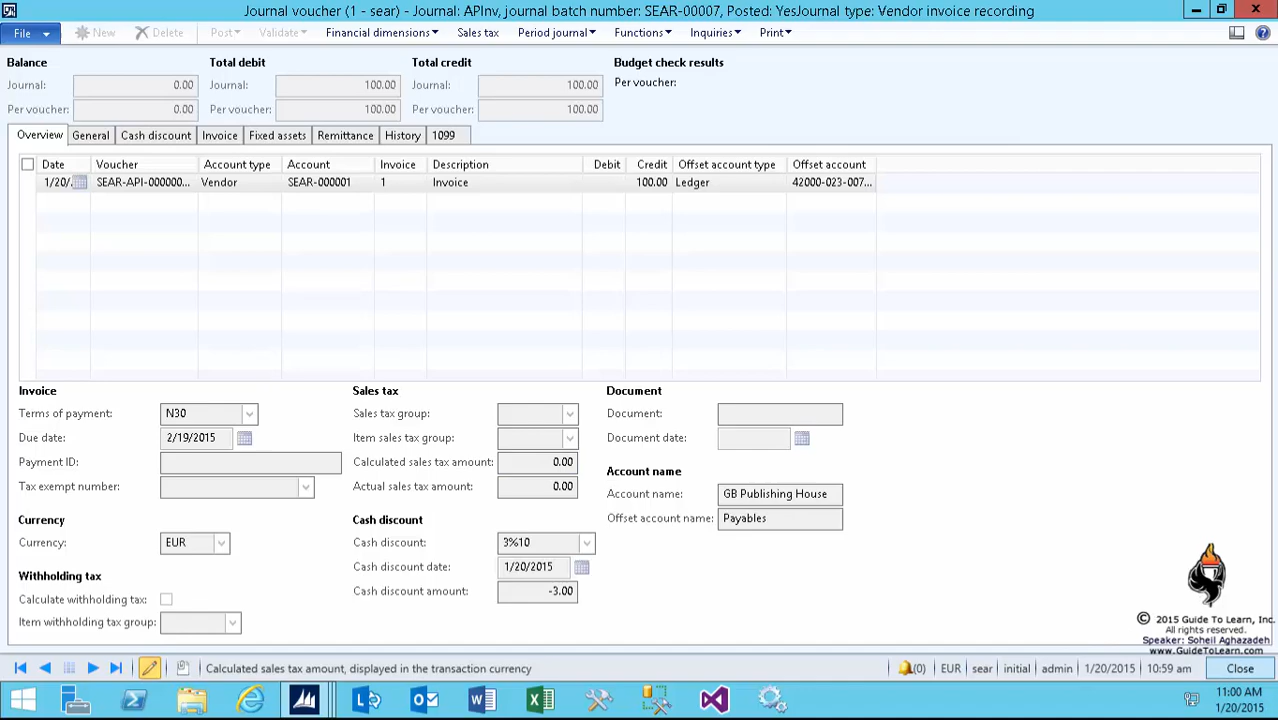 Journal voucher (1 - sear) - Journal: APInv, journal batch number: SEAR-00007, Posted: YesJournal type: Vendor invoice recording
File New Delete Post Validate Financial dimensions Sales tax Period journal Functions Inquiries Print
Balance Total debit Total credit Budget check results
Journal: 0.00 Journal: 100.00 Journal: 100.00 Per voucher:
Per voucher: 0.00 Per voucher: 100.00 Per voucher: 100.00
Overview General Cash discount Invoice Fixed assets Remittance History 1099
Date Voucher Account type Account Invoice Description Debit Credit Offset account type Offset account
1/20/. SEAR-API-000000... Vendor SEAR-000001 1 Invoice 100.00 Ledger 42000-023-007...
Invoice Sales tax Document
Terms of payment: N30 Sales tax group: Document:
Due date: 2/19/2015 Item sales tax group: Document date:
Payment ID: Calculated sales tax amount: 0.00 Account name
Tax exempt number: Actual sales tax amount: 0.00 Account name: GB Publishing House
Currency Cash discount Offset account name: Payables
Currency: EUR Cash discount: 3%10
Withholding tax Cash discount date: 1/20/2015
Calculate withholding tax: Cash discount amount: -3.00
Item withholding tax group:
© 2015 Guide To Learn, Inc.
All rights reserved.
Speaker: Soheil Aghazadeh
www.GuideToLearn.com
Calculated sales tax amount, displayed in the transaction currency (0) EUR sear initial admin 1/20/2015 10:59 am Close
11:00 AM
1/20/2015